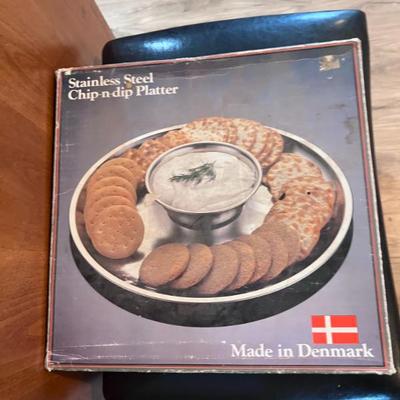 Stainless Steel
Chip-n-dip Platter
Made in Denmark